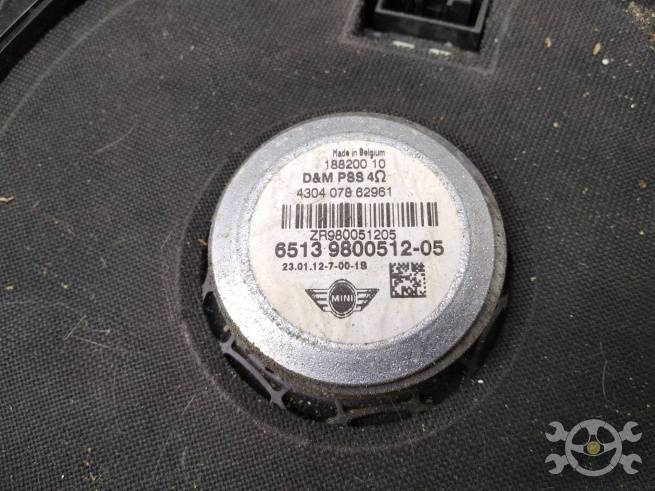 Made in Belgium
188200 10
D&M PSS 4Ω
4304 078 62961
ZR980051205
6513 9800512-05
23.01.12-7-00-1S
MINI